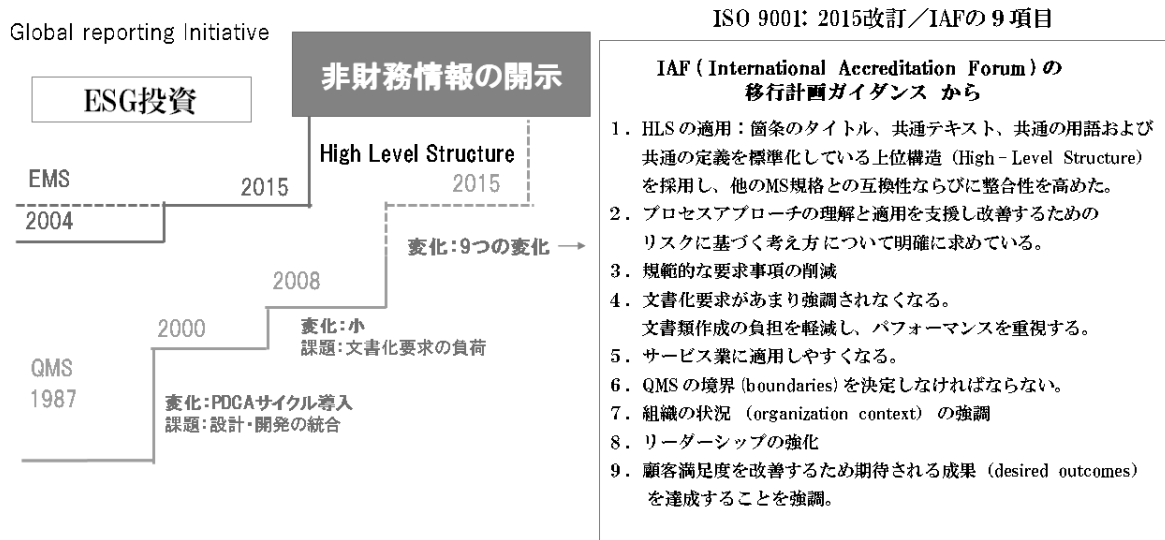 Global reporting Initiative
ESG投資
非財務情報の開示
High Level Structure
EMS
2015
2015
2004
変化:9つの変化 →
2008
2000
変化:小
課題:文書化要求の負荷
QMS
1987
変化:PDCAサイクル導入
課題:設計・開発の統合
ISO 9001: 2015改訂／IAFの9項目
IAF ( International Accreditation Forum ) の
移行計画ガイダンス から
1．HLS の適用：箇条のタイトル、共通テキスト、共通の用語および
共通の定義を標準化している上位構造 (High‐Level Structure)
を採用し、他のMS規格との互換性ならびに整合性を高めた。
2．プロセスアプローチの理解と適用を支援し改善するための
リスクに基づく考え方 について明確に求めている。
3．規範的な要求事項の削減
4．文書化要求があまり強調されなくなる。
文書類作成の負担を軽減し、パフォーマンスを重視する。
5．サービス業に適用しやすくなる。
6．QMS の境界 (boundaries) を決定しなければならない。
7．組織の状況 (organization context) の強調
8．リーダーシップの強化
9．顧客満足度を改善するため期待される成果 (desired outcomes)
を達成することを強調。